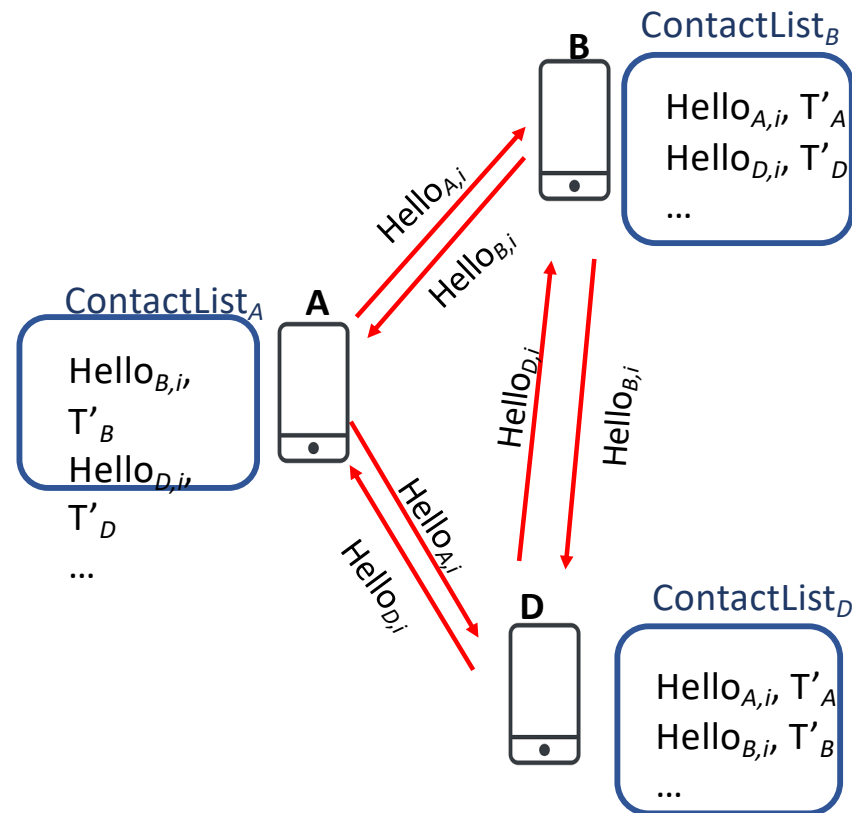 ContactList_B
B
Hello_A,i, T’_A
Hello_D,i, T’_D
...
Hello_A,i
Hello_B,i
ContactList_A
A
Hello_B,i,
T’_B
Hello_D,i,
T’_D
...
Hello_D,i
Hello_B,i
Hello_A,i
Hello_D,i
D
ContactList_D
Hello_A,i, T’_A
Hello_B,i, T’_B
...